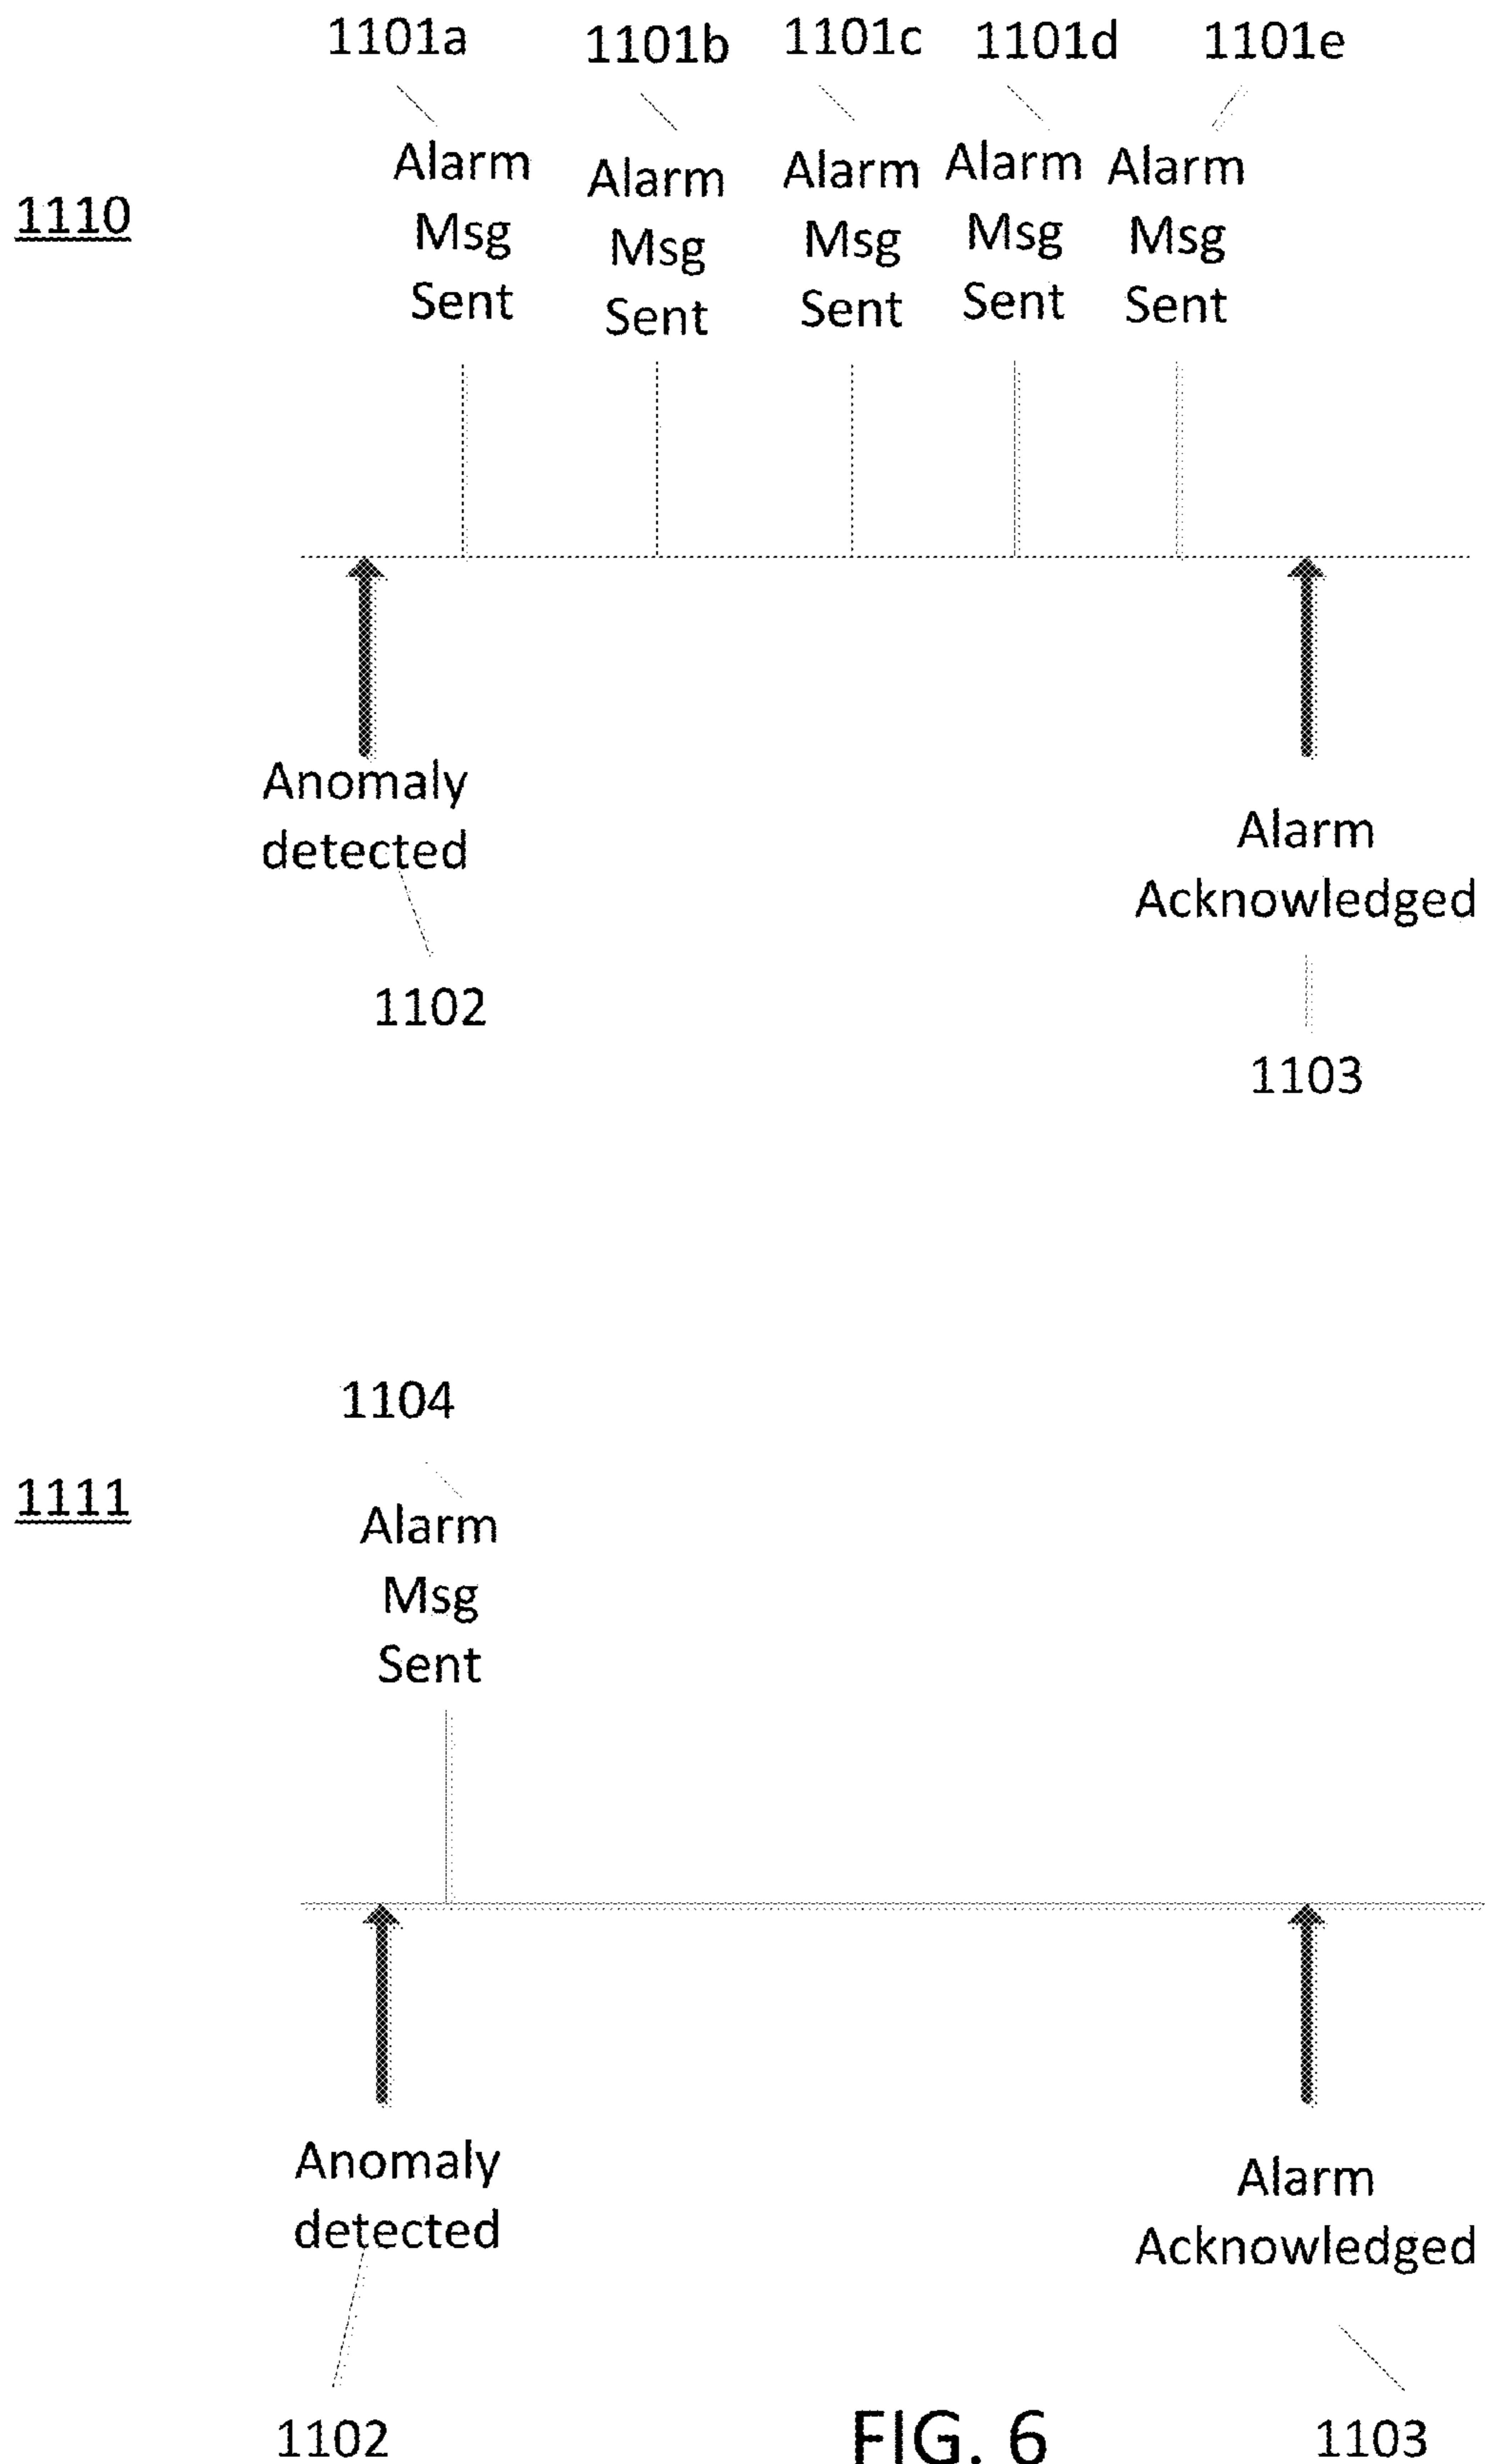 1101a 1101b 1101c 1101d 1101e
1110
Alarm Alarm Alarm Alarm Alarm
Msg Msg Msg Msg Msg
Sent Sent Sent Sent Sent
Anomaly
detected
1102
Alarm
Acknowledged
1103
1104
1111
Alarm
Msg
Sent
Anomaly
detected
1102
Alarm
Acknowledged
1103
FIG. 6